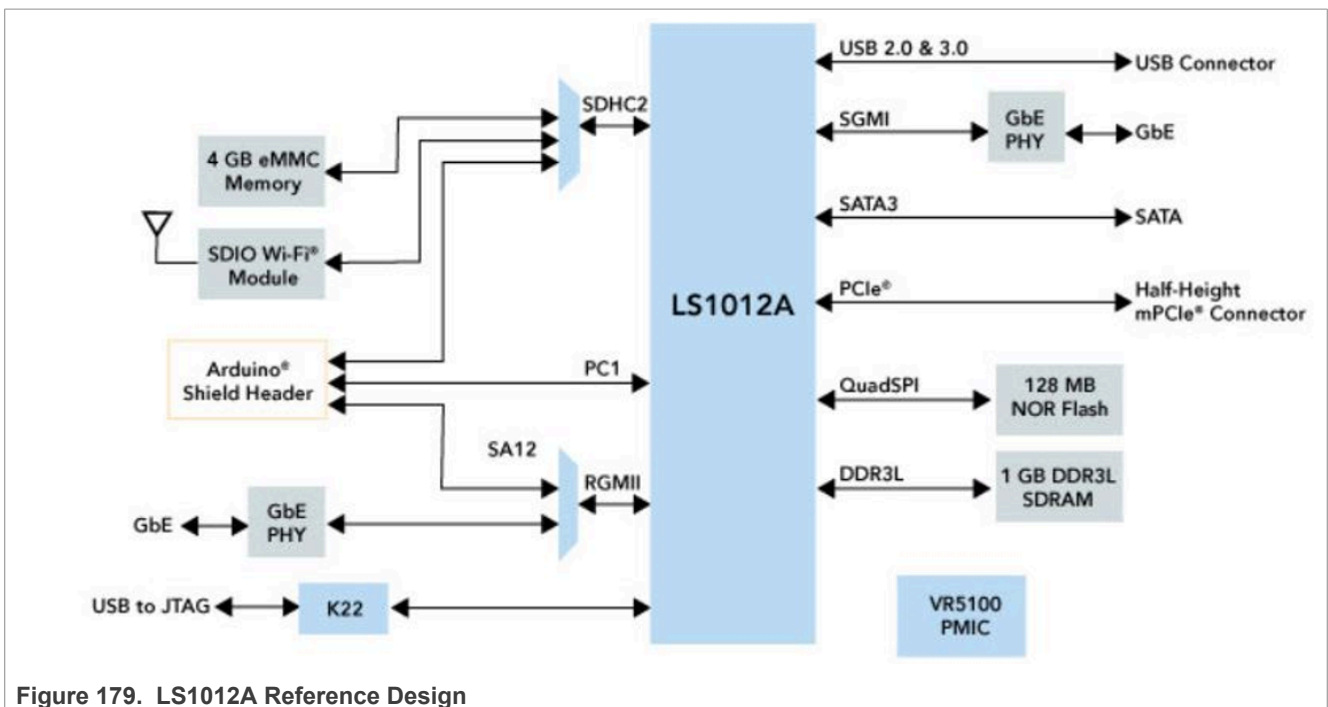 USB 2.0 & 3.0
USB Connector
SDHC2
SGMI
GbE
PHY
GbE
4 GB eMMC
Memory
SATA3
SATA
SDIO Wi-Fi®
Module
LS1012A
PCIe®
Half-Height
mPCIe® Connector
Arduino®
Shield Header
PC1
QuadSPI
128 MB
NOR Flash
SA12
RGMII
DDR3L
1 GB DDR3L
SDRAM
GbE
GbE
PHY
USB to JTAG
K22
VR5100
PMIC
Figure 179. LS1012A Reference Design